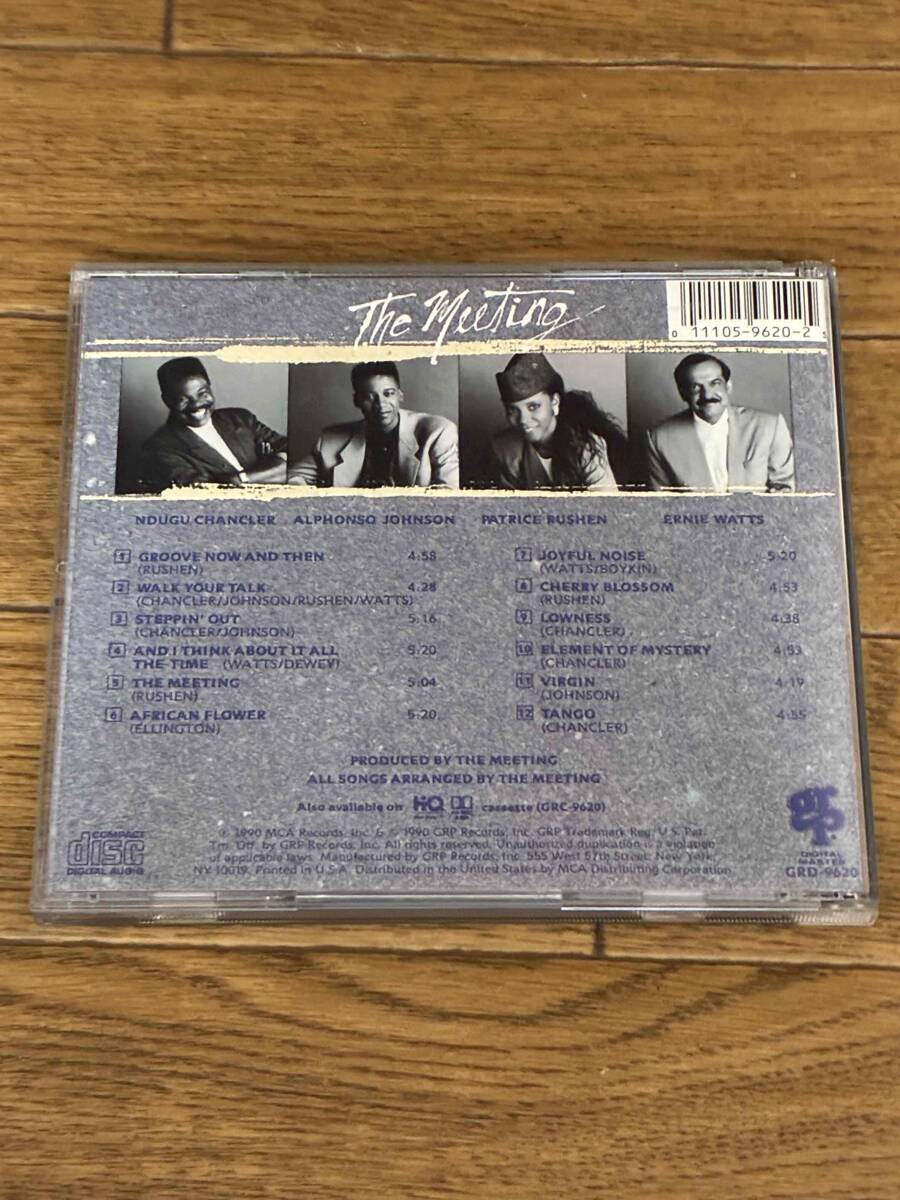 The Meeting
0 11105-9620-2 5
NDUGU CHANCLER ALPHONSO JOHNSON PATRICE RUSHEN ERNIE WATTS
1 GROOVE NOW AND THEN 4:58
(RUSHEN)
2 WALK YOUR TALK 4:28
(CHANCLER/JOHNSON/RUSHEN/WATTS)
3 STEPPIN' OUT 5:16
(CHANCLER/JOHNSON)
4 AND I THINK ABOUT IT ALL 5:20
THE TIME (WATTS/DEWEY)
5 THE MEETING 5:04
(RUSHEN)
6 AFRICAN FLOWER 5:20
(ELLINGTON)
7 JOYFUL NOISE 5:20
(WATTS/BOYKIN)
8 CHERRY BLOSSOM 4:53
(RUSHEN)
9 LOWNESS 4:38
(CHANCLER)
10 ELEMENT OF MYSTERY 4:53
(CHANCLER)
11 VIRGIN 4:19
(JOHNSON)
12 TANGO 4:55
(CHANCLER)
PRODUCED BY THE MEETING
ALL SONGS ARRANGED BY THE MEETING
Also available on HiQ cassette (GRC-9620)
℗ 1990 MCA Records, Inc. & © 1990 GRP Records, Inc. GRP Trademark Reg. U.S. Pat.
Tm. Off. by GRP Records, Inc. All rights reserved. Unauthorized duplication is a violation
of applicable laws. Manufactured by GRP Records, Inc. 555 West 57th Street, New York,
NY 10019. Printed in U.S.A. Distributed in the United States by MCA Distributing Corporation.
COMPACT
disc
DIGITAL AUDIO
grp
DIGITAL
MASTER
GRD-9620